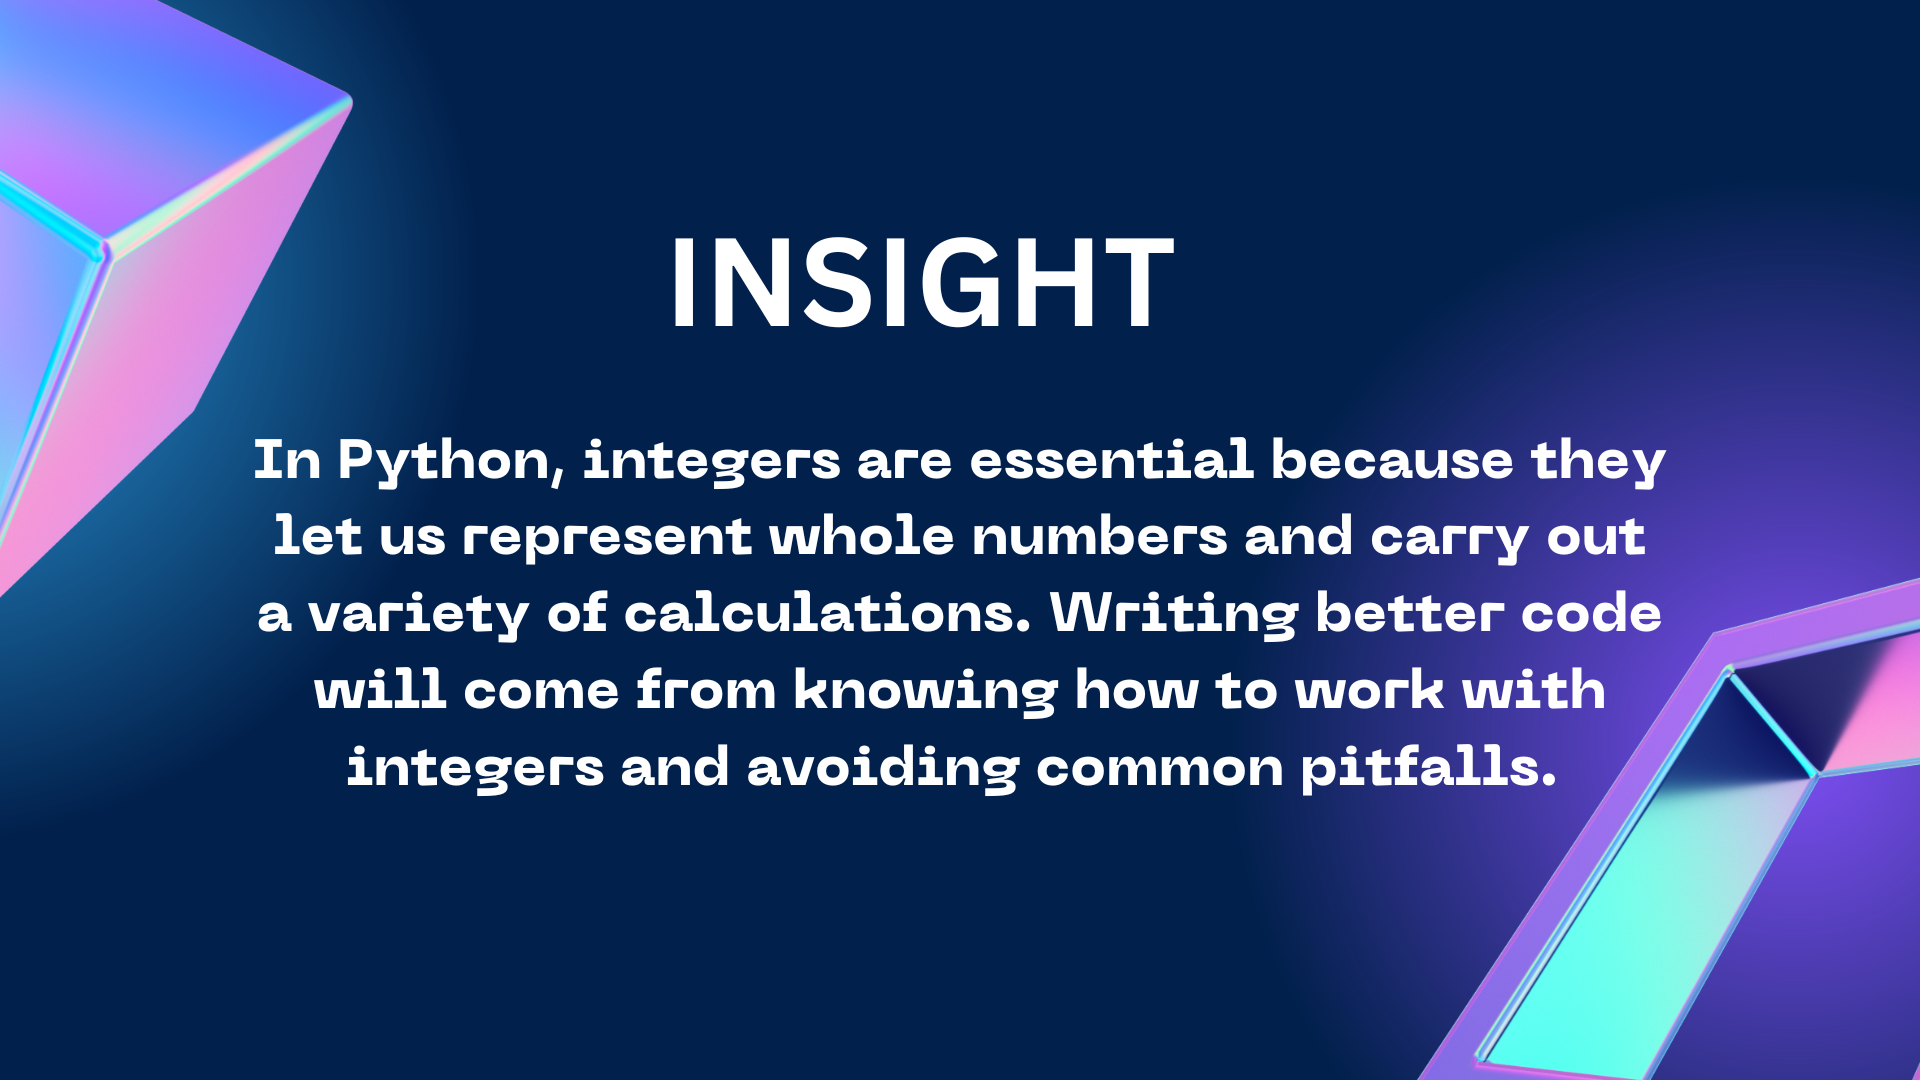 INSIGHT
In Python, integers are essential because they
let us represent whole numbers and carry out
a variety of calculations. Writing better code
will come from knowing how to work with
integers and avoiding common pitfalls.